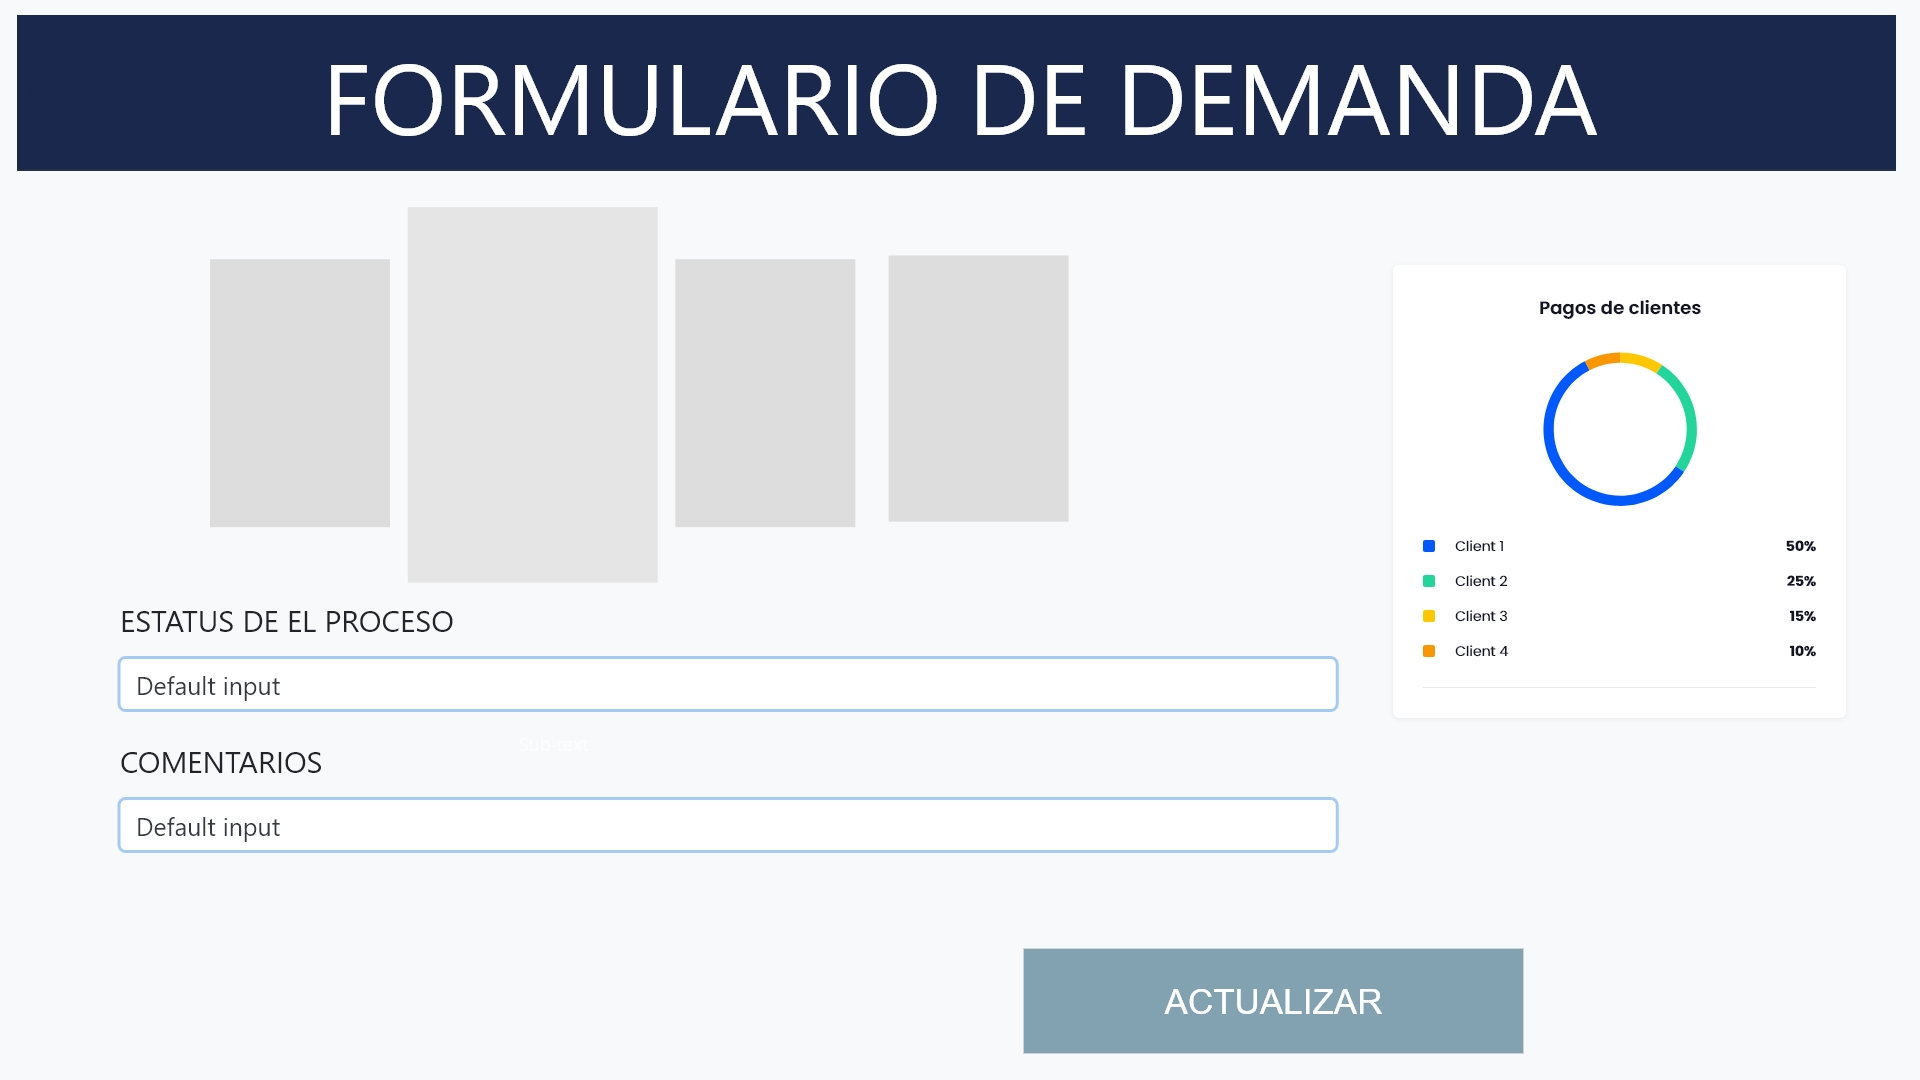 FORMULARIO DE DEMANDA
ESTATUS DE EL PROCESO
Default input
Sub-text
COMENTARIOS
Default input
Pagos de clientes
Client 1 50%
Client 2 25%
Client 3 15%
Client 4 10%
ACTUALIZAR